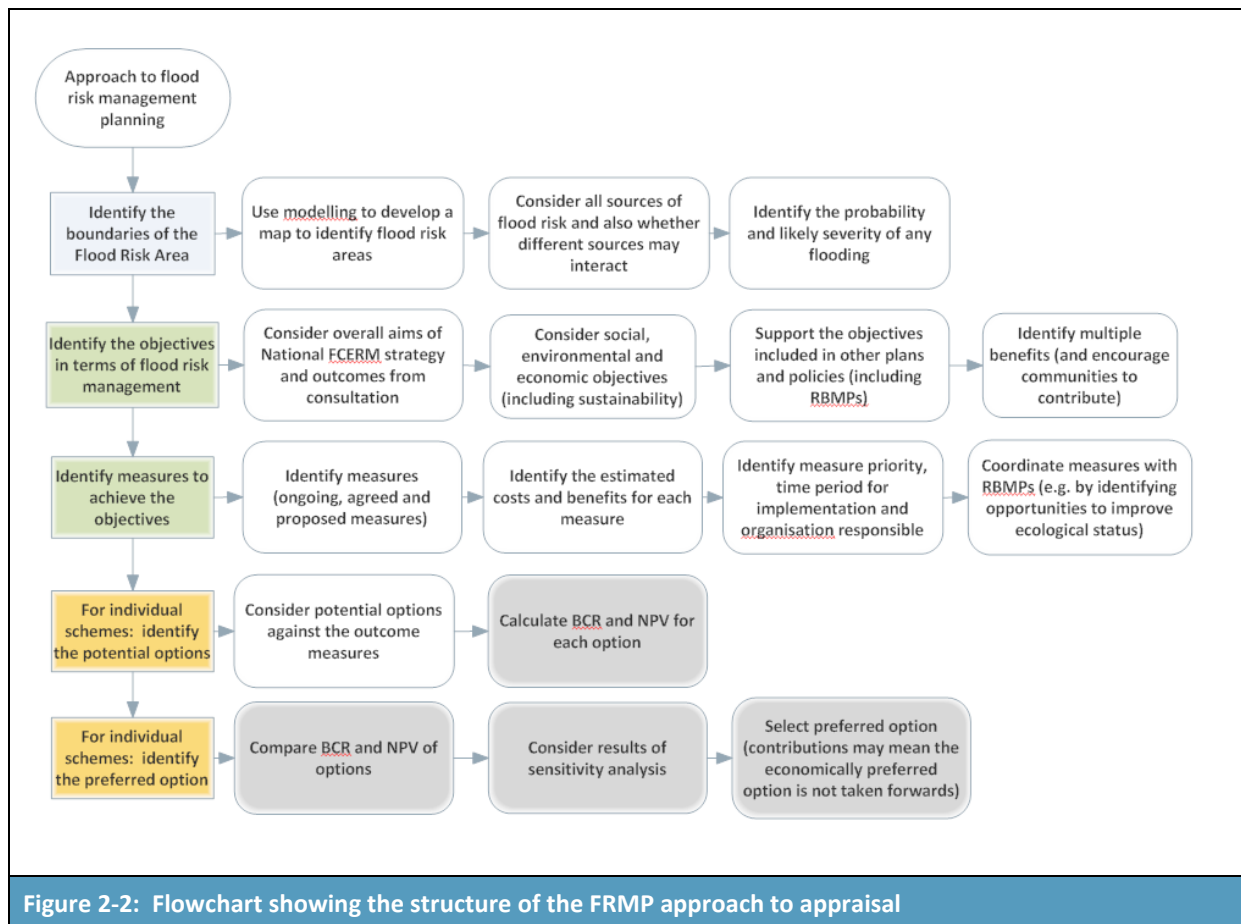 Approach to flood
risk management
planning
Identify the
boundaries of the
Flood Risk Area
Use modelling to develop a
map to identify flood risk
areas
Consider all sources of
flood risk and also whether
different sources may
interact
Identify the probability
and likely severity of any
flooding
Identify the objectives
in terms of flood risk
management
Consider overall aims of
National FCERM strategy
and outcomes from
consultation
Consider social,
environmental and
economic objectives
(including sustainability)
Support the objectives
included in other plans
and policies (including
RBMPs)
Identify multiple
benefits (and encourage
communities to
contribute)
Identify measures to
achieve the
objectives
Identify measures
(ongoing, agreed and
proposed measures)
Identify the estimated
costs and benefits for each
measure
Identify measure priority,
time period for
implementation and
organisation responsible
Coordinate measures with
RBMPs (e.g. by identifying
opportunities to improve
ecological status)
For individual
schemes: identify
the potential options
Consider potential options
against the outcome
measures
Calculate BCR and NPV for
each option
For individual
schemes: identify
the preferred option
Compare BCR and NPV of
options
Consider results of
sensitivity analysis
Select preferred option
(contributions may mean the
economically preferred
option is not taken forwards)
Figure 2-2: Flowchart showing the structure of the FRMP approach to appraisal